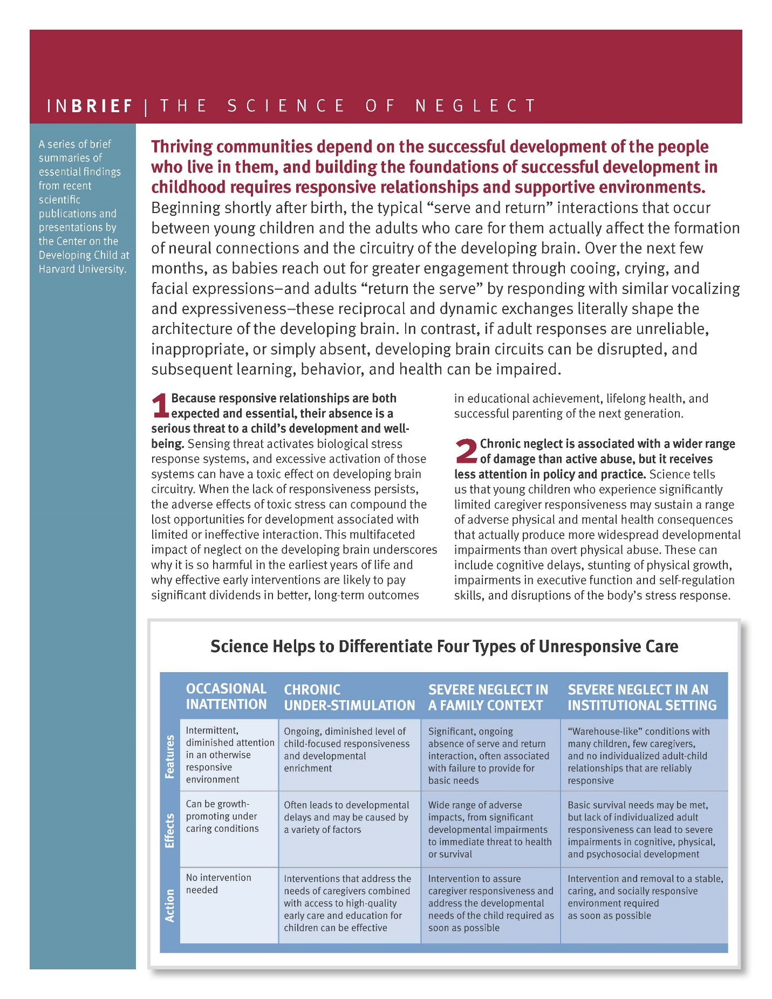 INBRIEF | THE SCIENCE OF NEGLECT
A series of brief
summaries of
essential findings
from recent
scientific
publications and
presentations by
the Center on the
Developing Child at
Harvard University.
Thriving communities depend on the successful development of the people
who live in them, and building the foundations of successful development in
childhood requires responsive relationships and supportive environments.
Beginning shortly after birth, the typical “serve and return” interactions that occur
between young children and the adults who care for them actually affect the formation
of neural connections and the circuitry of the developing brain. Over the next few
months, as babies reach out for greater engagement through cooing, crying, and
facial expressions–and adults “return the serve” by responding with similar vocalizing
and expressiveness–these reciprocal and dynamic exchanges literally shape the
architecture of the developing brain. In contrast, if adult responses are unreliable,
inappropriate, or simply absent, developing brain circuits can be disrupted, and
subsequent learning, behavior, and health can be impaired.
1 Because responsive relationships are both
expected and essential, their absence is a
serious threat to a child’s development and well-
being. Sensing threat activates biological stress
response systems, and excessive activation of those
systems can have a toxic effect on developing brain
circuitry. When the lack of responsiveness persists,
the adverse effects of toxic stress can compound the
lost opportunities for development associated with
limited or ineffective interaction. This multifaceted
impact of neglect on the developing brain underscores
why it is so harmful in the earliest years of life and
why effective early interventions are likely to pay
significant dividends in better, long-term outcomes
in educational achievement, lifelong health, and
successful parenting of the next generation.
2 Chronic neglect is associated with a wider range
of damage than active abuse, but it receives
less attention in policy and practice. Science tells
us that young children who experience significantly
limited caregiver responsiveness may sustain a range
of adverse physical and mental health consequences
that actually produce more widespread developmental
impairments than overt physical abuse. These can
include cognitive delays, stunting of physical growth,
impairments in executive function and self-regulation
skills, and disruptions of the body’s stress response.
Science Helps to Differentiate Four Types of Unresponsive Care
OCCASIONAL
INATTENTION
CHRONIC
UNDER-STIMULATION
SEVERE NEGLECT IN
A FAMILY CONTEXT
SEVERE NEGLECT IN AN
INSTITUTIONAL SETTING
Features
Intermittent,
diminished attention
in an otherwise
responsive
environment
Ongoing, diminished level of
child-focused responsiveness
and developmental
enrichment
Significant, ongoing
absence of serve and return
interaction, often associated
with failure to provide for
basic needs
“Warehouse-like” conditions with
many children, few caregivers,
and no individualized adult-child
relationships that are reliably
responsive
Effects
Can be growth-
promoting under
caring conditions
Often leads to developmental
delays and may be caused by
a variety of factors
Wide range of adverse
impacts, from significant
developmental impairments
to immediate threat to health
or survival
Basic survival needs may be met,
but lack of individualized adult
responsiveness can lead to severe
impairments in cognitive, physical,
and psychosocial development
Action
No intervention
needed
Interventions that address the
needs of caregivers combined
with access to high-quality
early care and education for
children can be effective
Intervention to assure
caregiver responsiveness and
address the developmental
needs of the child required as
soon as possible
Intervention and removal to a stable,
caring, and socially responsive
environment required
as soon as possible